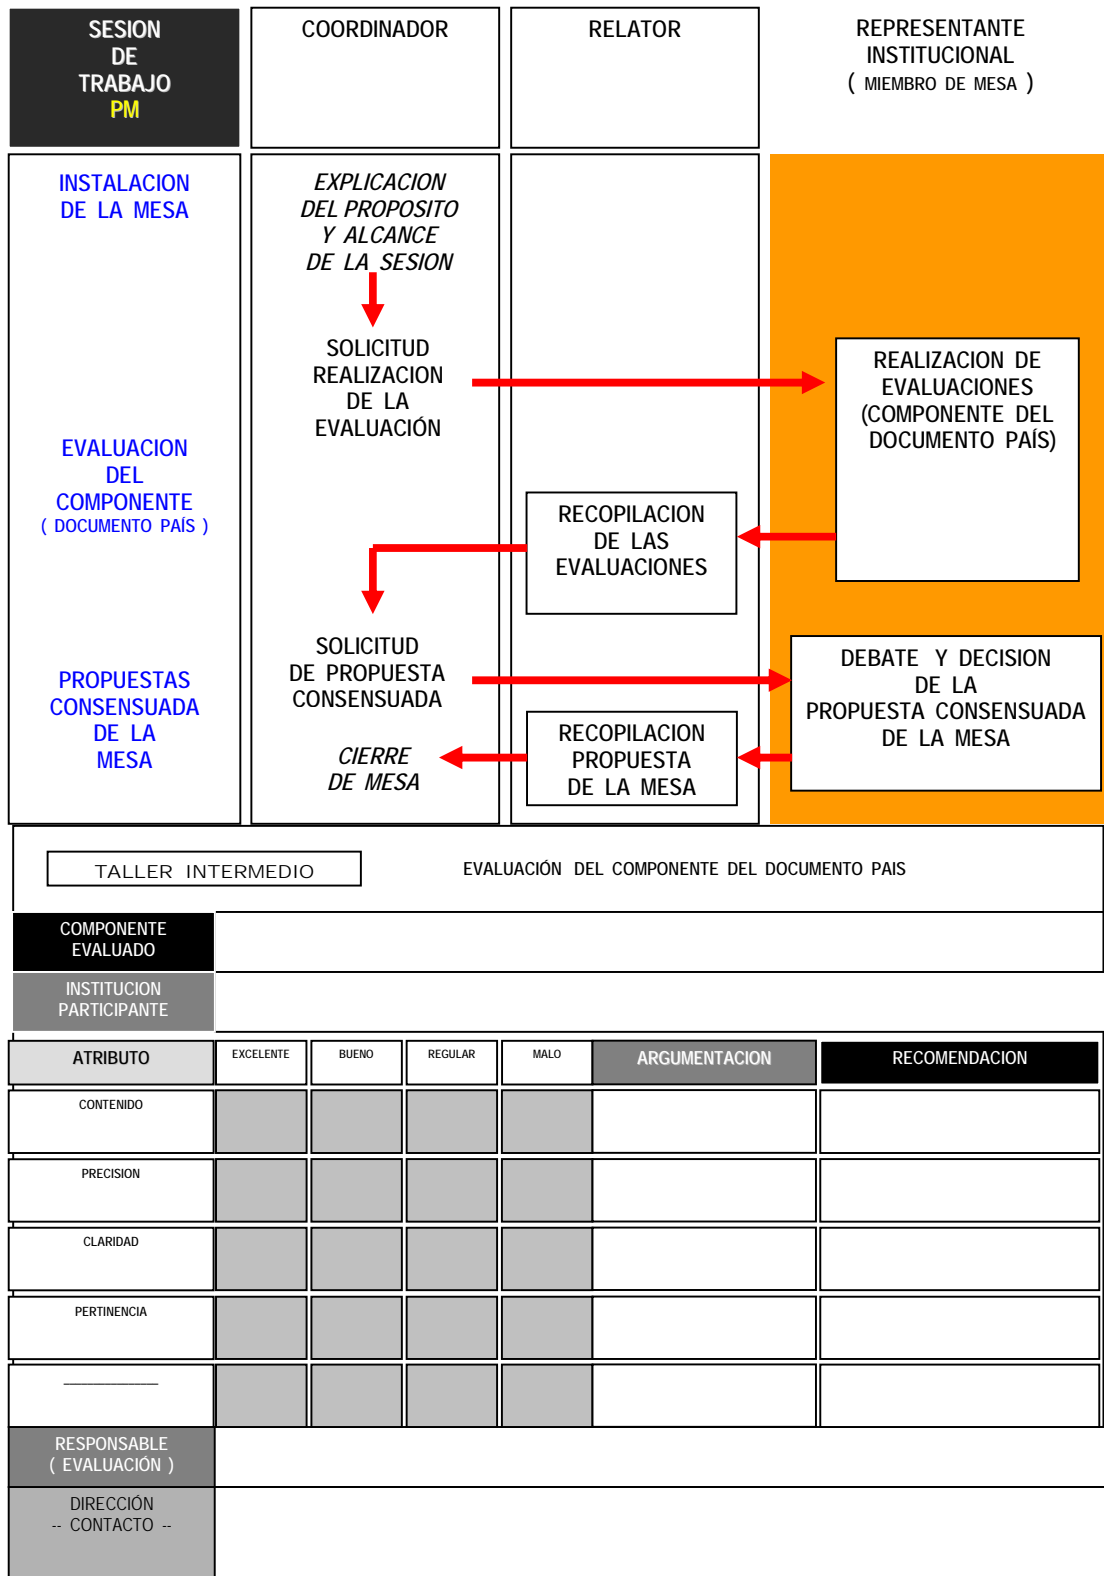 SESION
DE
TRABAJO
PM
COORDINADOR
RELATOR
REPRESENTANTE
INSTITUCIONAL
( MIEMBRO DE MESA )
INSTALACION
DE LA MESA
EXPLICACION
DEL PROPOSITO
Y ALCANCE
DE LA SESION
SOLICITUD
REALIZACION
DE LA
EVALUACIÓN
REALIZACION DE
EVALUACIONES
(COMPONENTE DEL
DOCUMENTO PAÍS)
EVALUACION
DEL
COMPONENTE
( DOCUMENTO PAÍS )
RECOPILACION
DE LAS
EVALUACIONES
SOLICITUD
DE PROPUESTA
CONSENSUADA
DEBATE Y DECISION
DE LA
PROPUESTA CONSENSUADA
DE LA MESA
PROPUESTAS
CONSENSUADA
DE LA
MESA
RECOPILACION
PROPUESTA
DE LA MESA
CIERRE
DE MESA
TALLER INTERMEDIO
EVALUACIÓN DEL COMPONENTE DEL DOCUMENTO PAIS
COMPONENTE
EVALUADO
INSTITUCION
PARTICIPANTE
ATRIBUTO EXCELENTE BUENO REGULAR MALO ARGUMENTACION RECOMENDACION
CONTENIDO
PRECISION
CLARIDAD
PERTINENCIA
________________
RESPONSABLE
( EVALUACIÓN )
DIRECCIÓN
-- CONTACTO --